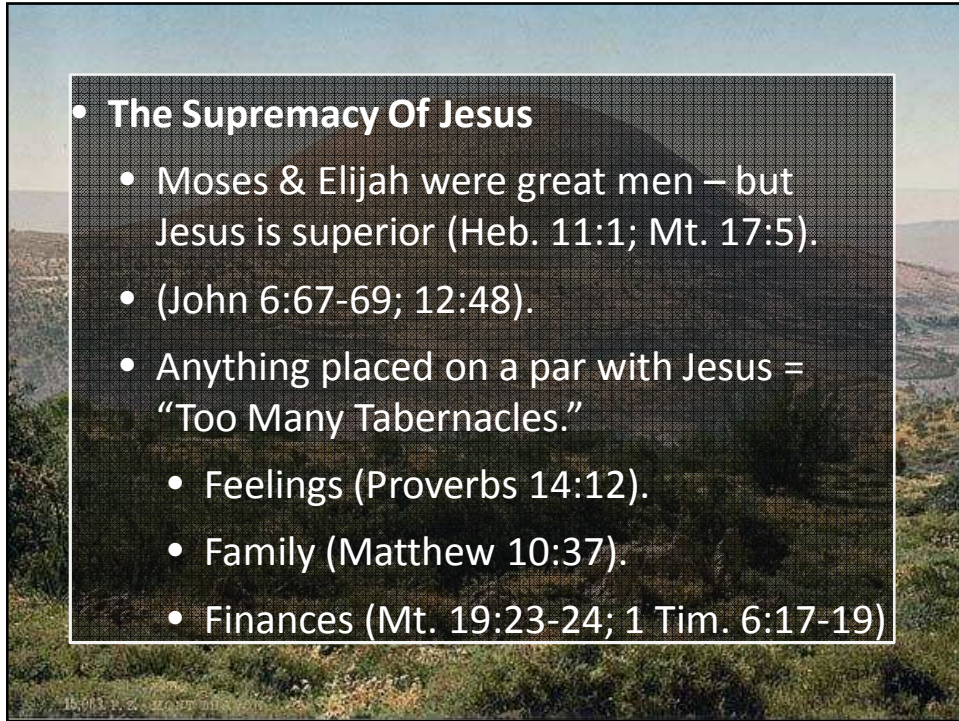 • The Supremacy Of Jesus
• Moses & Elijah were great men – but
Jesus is superior (Heb. 11:1; Mt. 17:5).
• (John 6:67-69; 12:48).
• Anything placed on a par with Jesus =
“Too Many Tabernacles.”
• Feelings (Proverbs 14:12).
• Family (Matthew 10:37).
• Finances (Mt. 19:23-24; 1 Tim. 6:17-19)